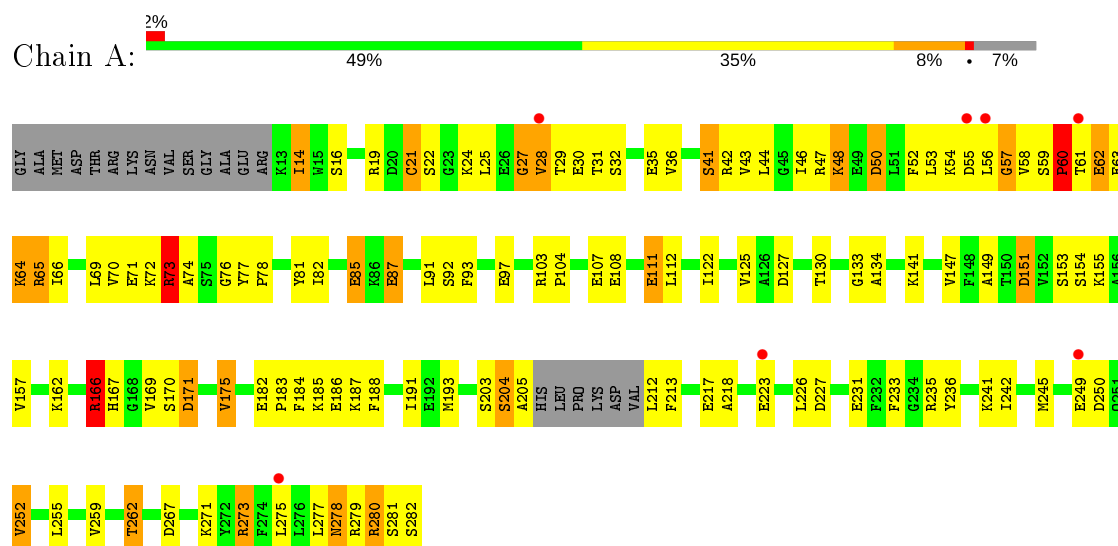 2%
Chain A:
49% 35% 8% • 7%
GLY ALA MET ASP THR ARG LYS ASN VAL SER GLY ALA GLU ARG K13 I14 W15 S16 R19 D20 C21 S22 G23 K24 L25 E26 G27 V28 T29 E30 T31 S32 E35 V36 S41 R42 V43 L44 G45 I46 R47 K48 E49 D50 L51 F52 L53 K54 D55 L56 G57 V58 S59 P60 T61 E62
K64 R65 I66 L69 V70 E71 K72 R73 A74 S75 G76 Y77 P78 Y81 I82 E85 K86 E87 L91 S92 F93 E97 R103 P104 E107 E108 E111 L112 I122 V125 A126 D127 T130 G133 A134 K141 V147 F148 A149 T150 D151 V152 S153 S154 K155 A156
V157 K162 R166 H167 G168 V169 S170 D171 V175 E182 P183 F184 K185 E186 K187 F188 I191 E192 M193 S203 S204 A205 HIS LEU PRO LYS ASP VAL L212 F213 E217 A218 E223 L226 D227 E231 F232 F233 G234 R235 Y236 K241 I242 M245 E249 D250
V252 L255 V259 T262 D267 K271 Y272 R273 F274 L275 L276 L277 N278 R279 R280 S281 S282